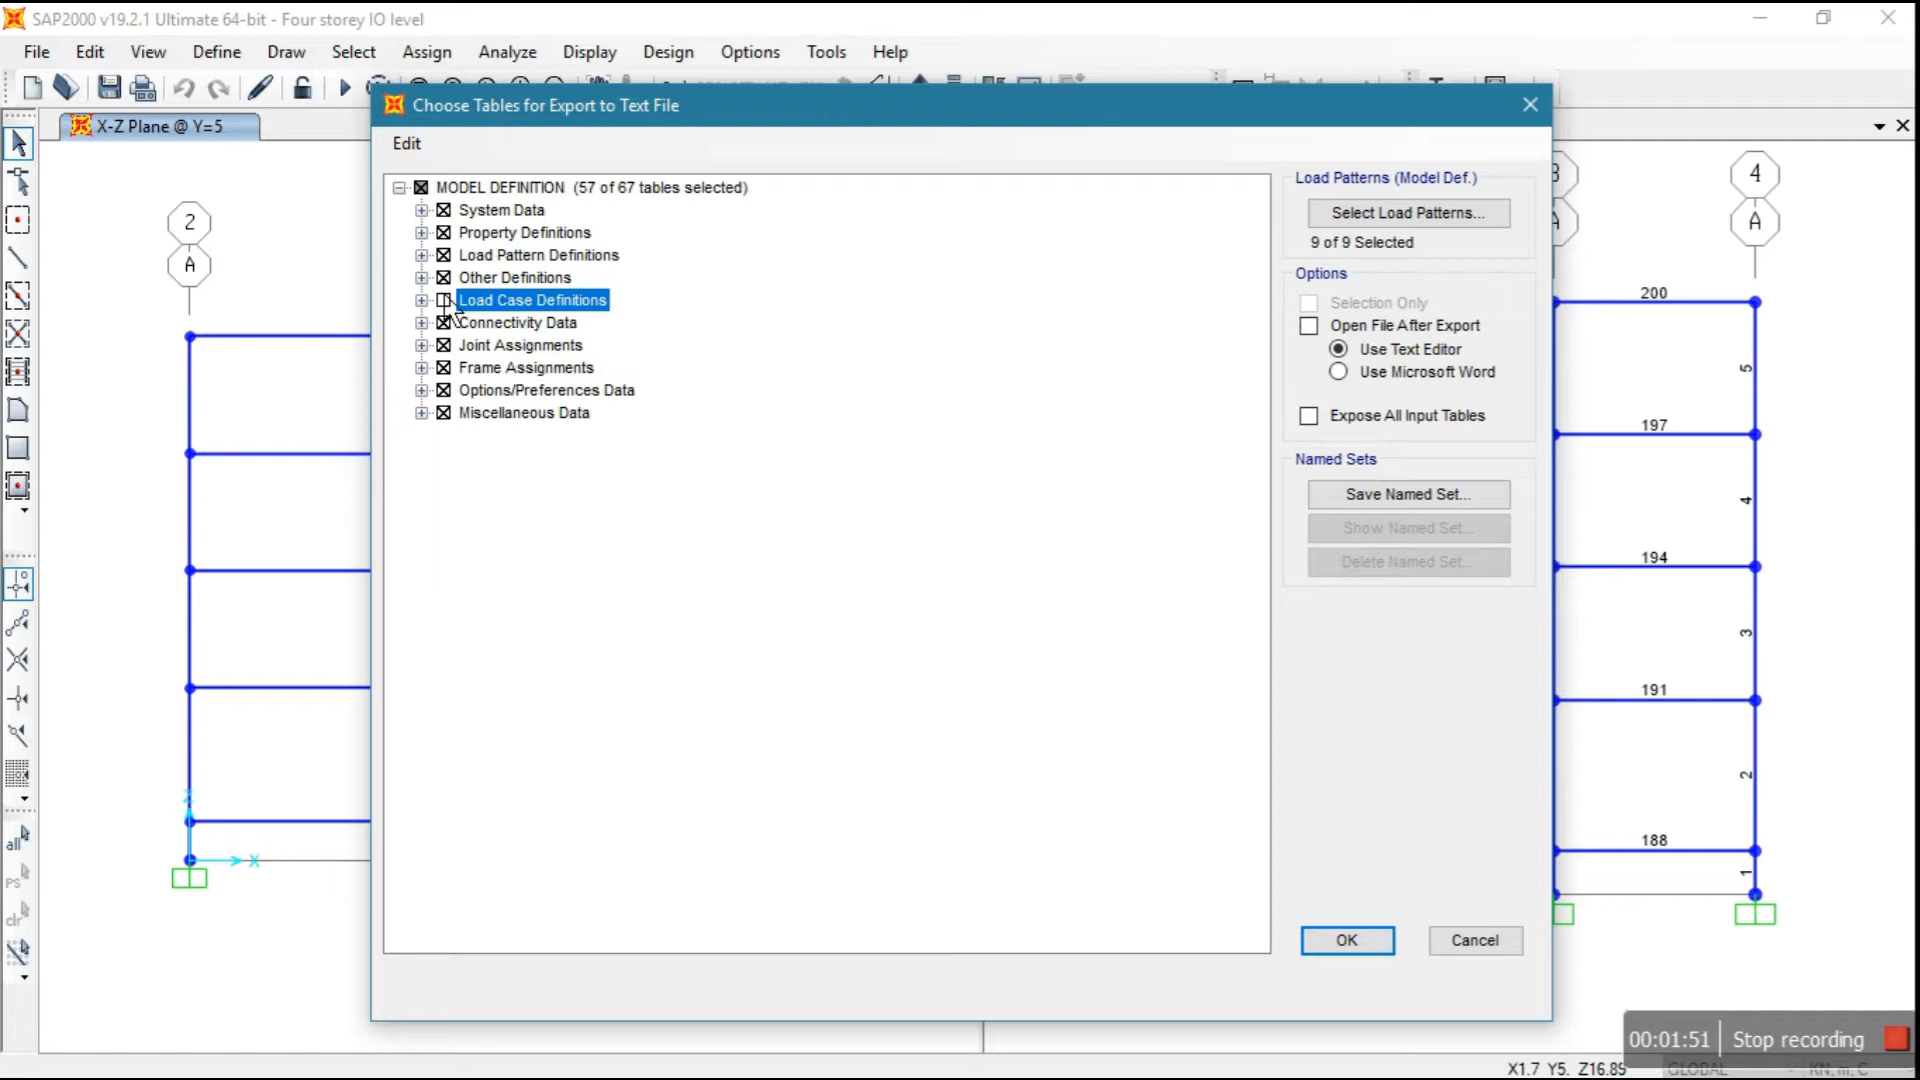 SAP2000 v19.2.1 Ultimate 64-bit - Four storey IO level
File Edit View Define Draw Select Assign Analyze Display Design Options Tools Help
X-Z Plane @ Y=5
Choose Tables for Export to Text File
Edit
MODEL DEFINITION (57 of 67 tables selected)
System Data
Property Definitions
Load Pattern Definitions
Other Definitions
Load Case Definitions
Connectivity Data
Joint Assignments
Frame Assignments
Options/Preferences Data
Miscellaneous Data
Load Patterns (Model Def.)
Select Load Patterns...
9 of 9 Selected
Options
Selection Only
Open File After Export
Use Text Editor
Use Microsoft Word
Expose All Input Tables
Named Sets
Save Named Set...
Show Named Set...
Delete Named Set...
OK
Cancel
2
A
Z
X
3
A
4
A
200
5
197
4
194
3
191
2
188
1
all
ps
clr
00:01:51
Stop recording
X1.7 Y5. Z16.89
GLOBAL
KN, m, C